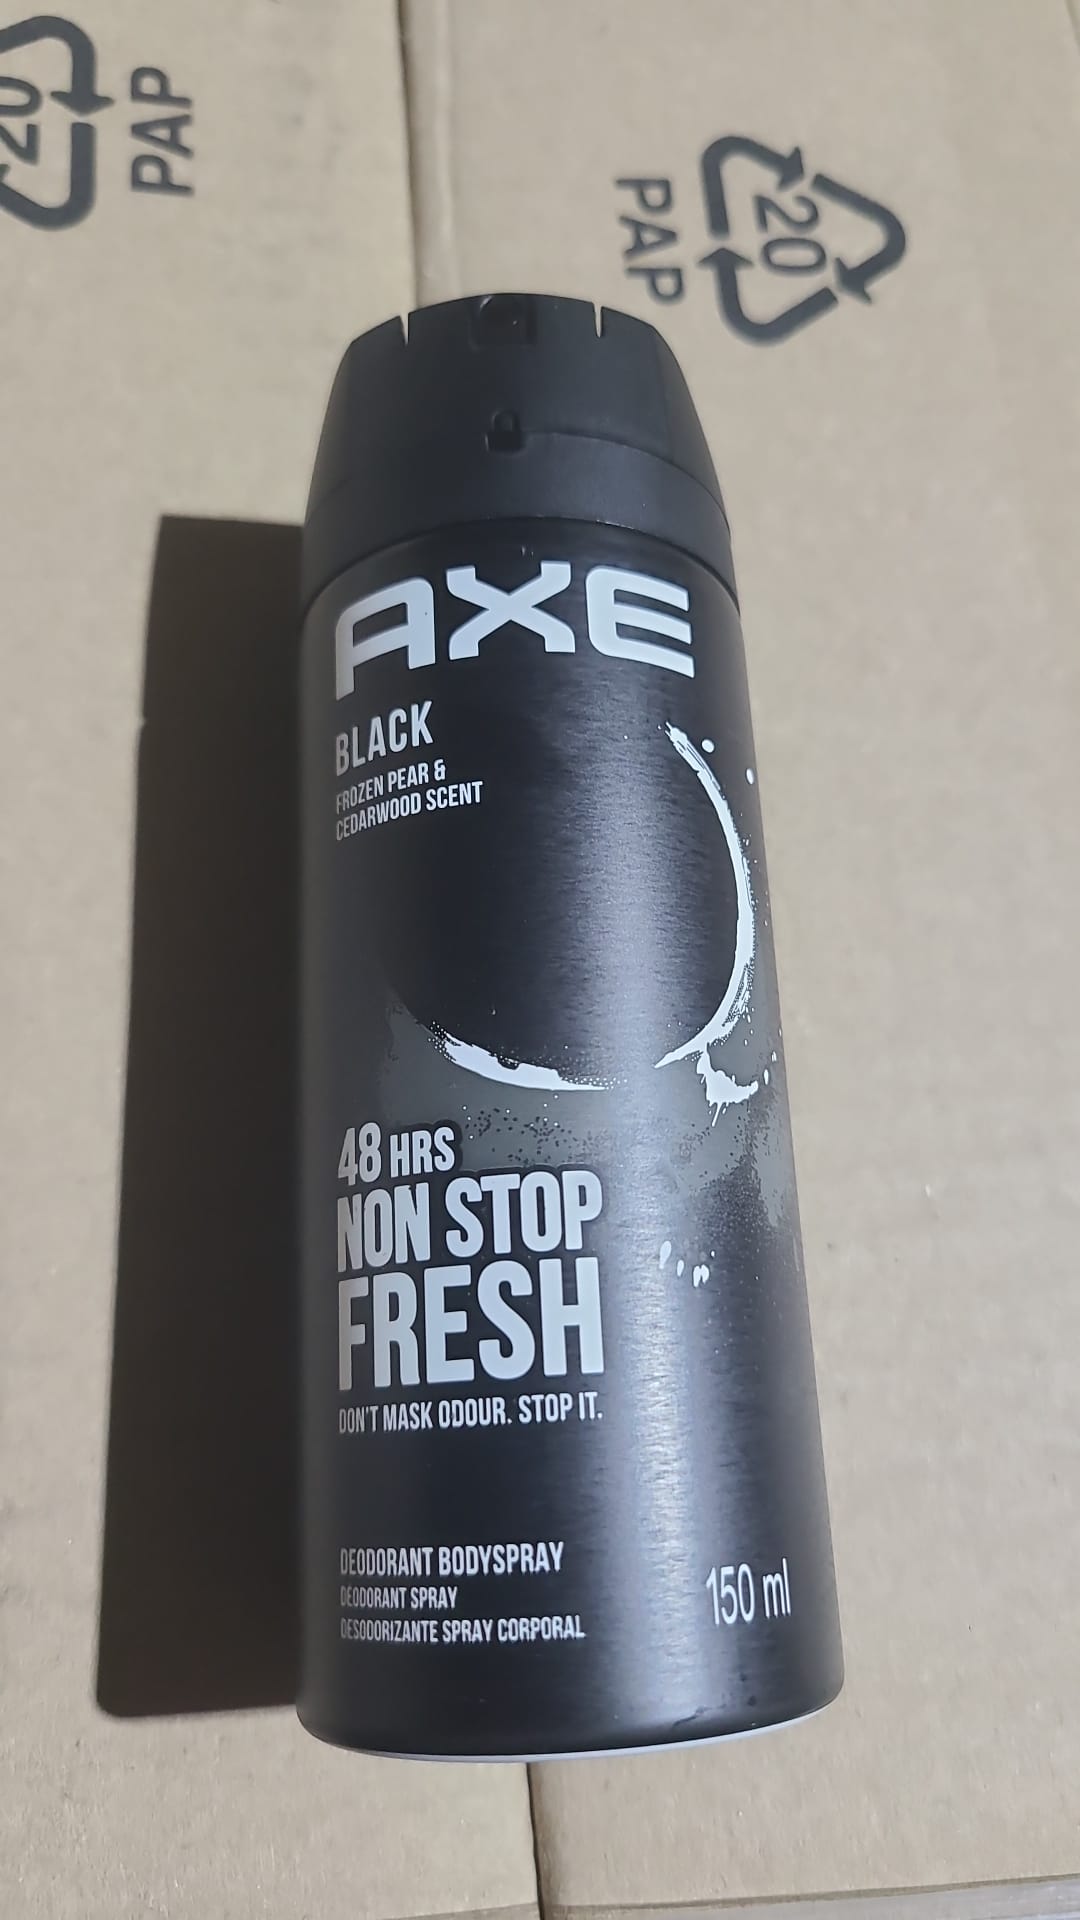 20
PAP
20
PAP
AXE
BLACK
FROZEN PEAR &
CEDARWOOD SCENT
48 HRS
NON STOP
FRESH
DON'T MASK ODOUR. STOP IT.
DEODORANT BODYSPRAY
DEODORANT SPRAY
DESODORIZANTE SPRAY CORPORAL
150 ml